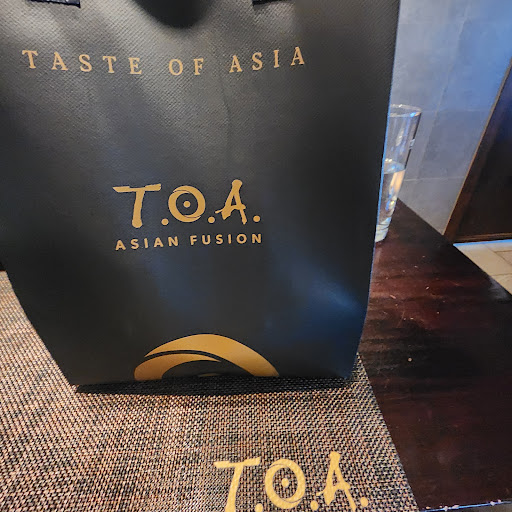 TASTE OF ASIA
T.O.A.
ASIAN FUSION
T.O.A.